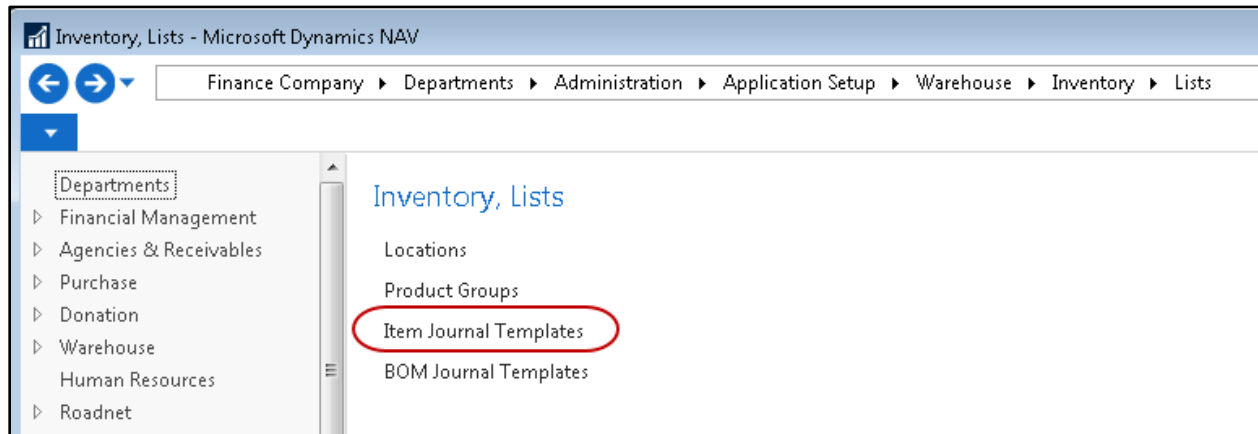 Inventory, Lists - Microsoft Dynamics NAV
Finance Company ▸ Departments ▸ Administration ▸ Application Setup ▸ Warehouse ▸ Inventory ▸ Lists
Departments
Financial Management
Agencies & Receivables
Purchase
Donation
Warehouse
Human Resources
Roadnet
Inventory, Lists
Locations
Product Groups
Item Journal Templates
BOM Journal Templates